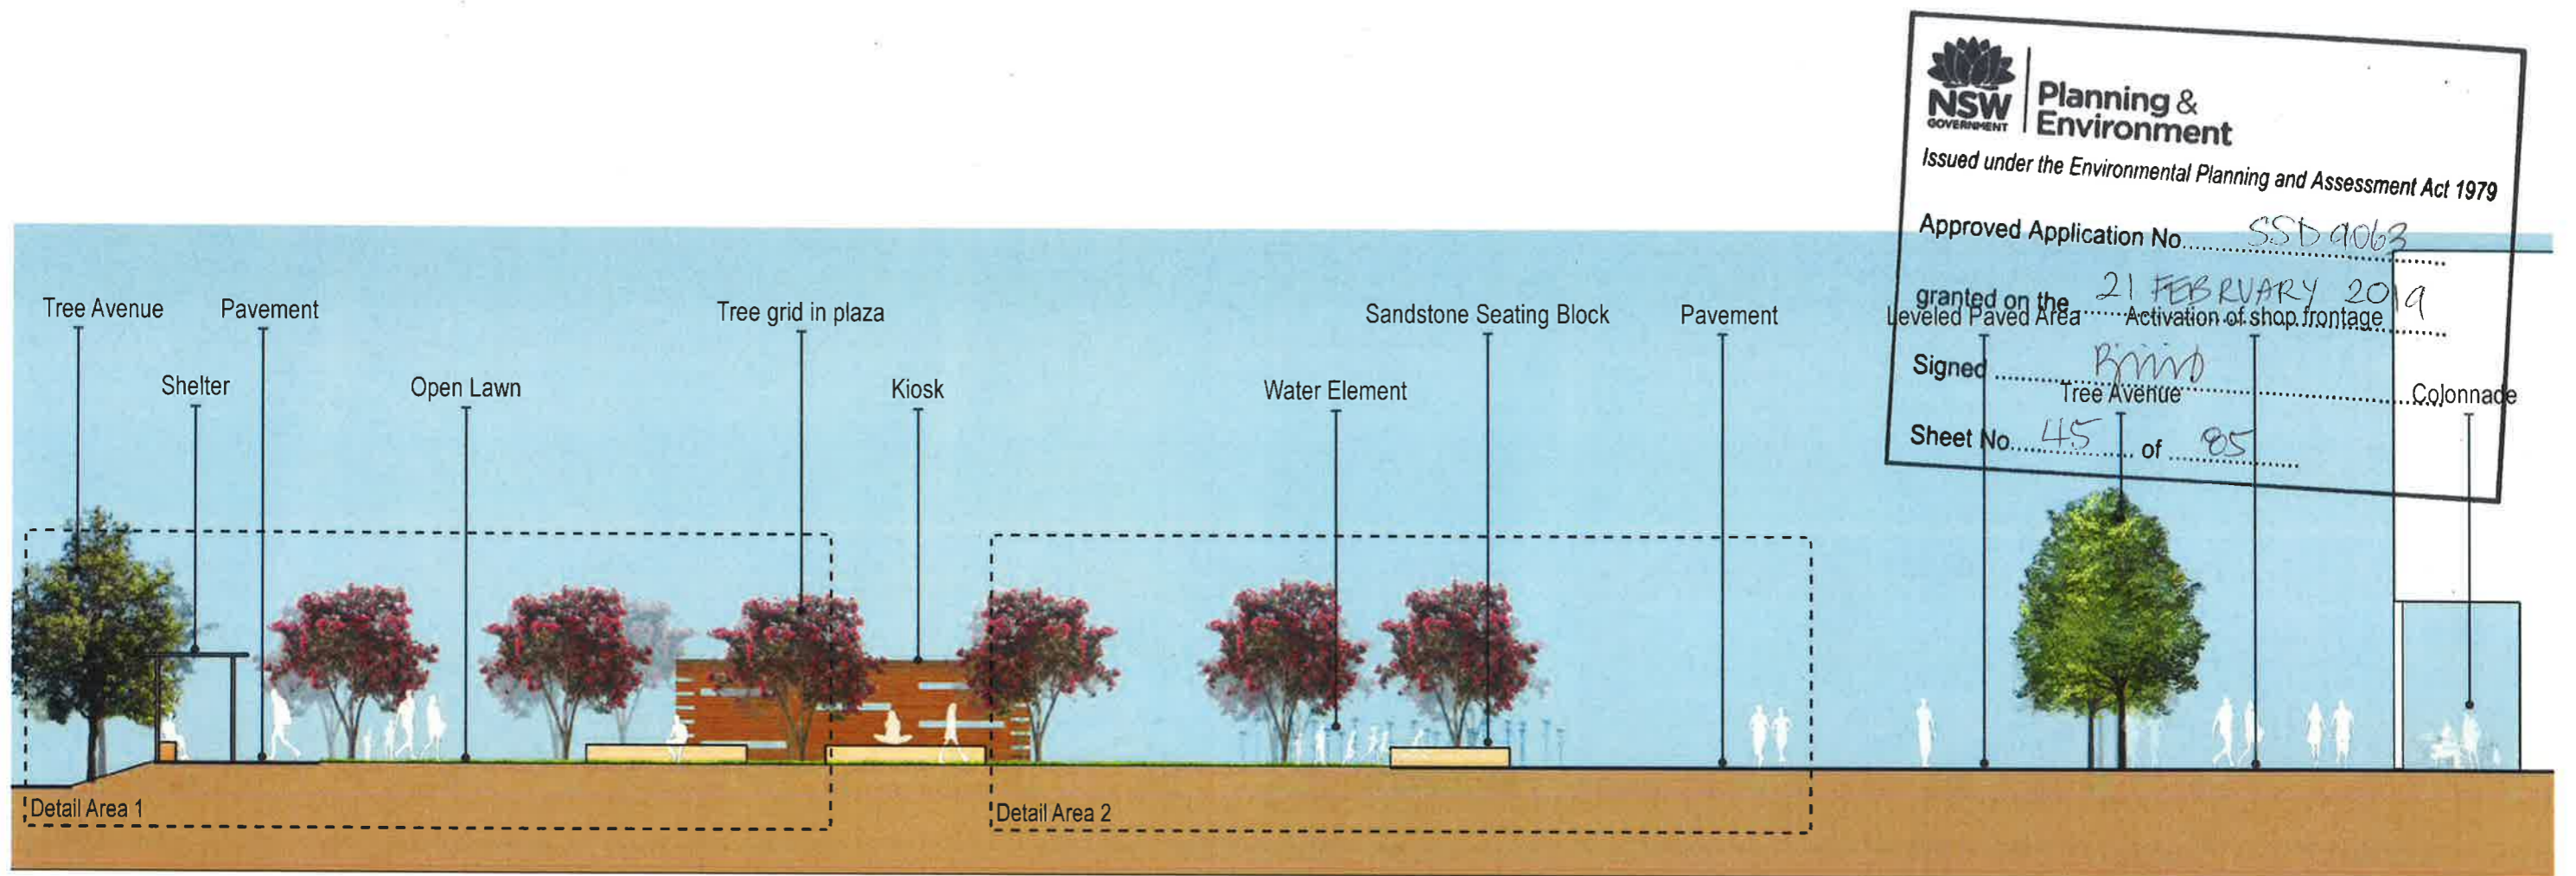 NSW
GOVERNMENT
Planning &
Environment
Issued under the Environmental Planning and Assessment Act 1979
Approved Application No. SSD 9063
granted on the 21 FEBRUARY 2019
Signed
Sheet No. 45 of 85
Tree Avenue
Pavement
Tree grid in plaza
Sandstone Seating Block
Pavement
Leveled Paved Area
Activation of shop frontage
Shelter
Open Lawn
Kiosk
Water Element
Tree Avenue
Colonnade
Detail Area 1
Detail Area 2